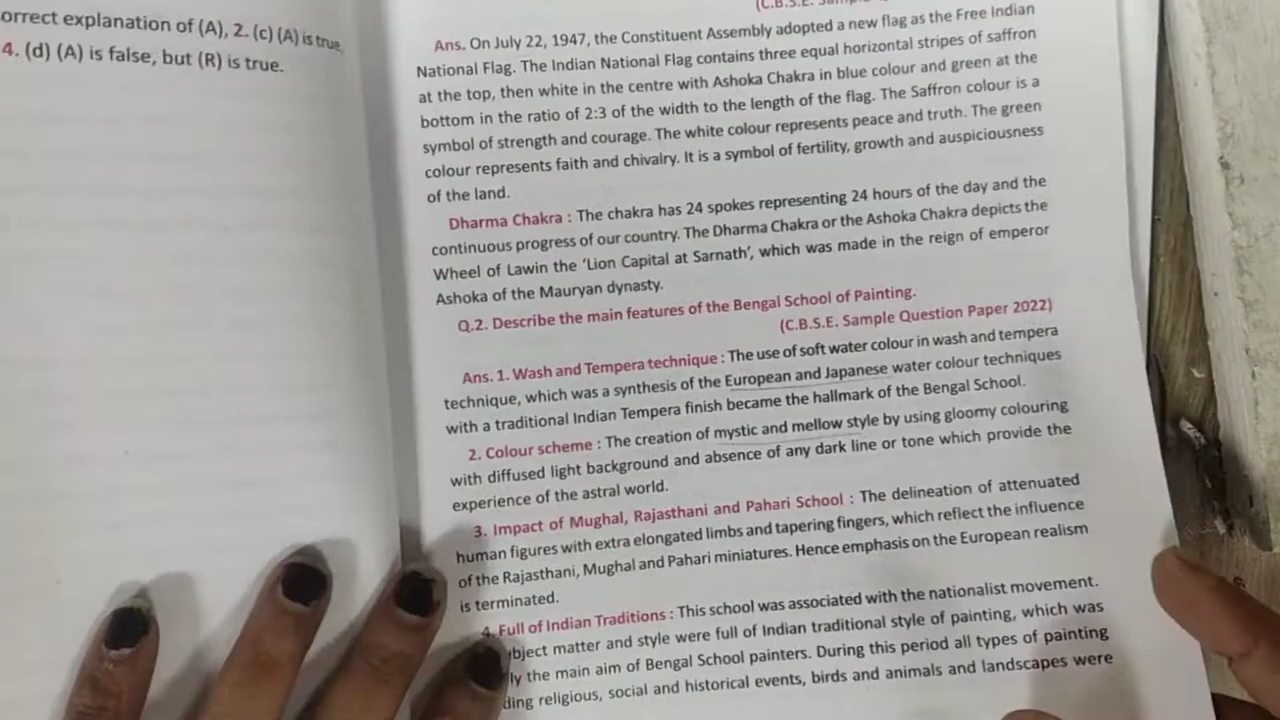 orrect explanation of (A), 2. (c) (A) is true,
4. (d) (A) is false, but (R) is true.
Ans. On July 22, 1947, the Constituent Assembly adopted a new flag as the Free Indian
National Flag. The Indian National Flag contains three equal horizontal stripes of saffron
at the top, then white in the centre with Ashoka Chakra in blue colour and green at the
bottom in the ratio of 2:3 of the width to the length of the flag. The Saffron colour is a
symbol of strength and courage. The white colour represents peace and truth. The green
colour represents faith and chivalry. It is a symbol of fertility, growth and auspiciousness
of the land.
Dharma Chakra : The chakra has 24 spokes representing 24 hours of the day and the
continuous progress of our country. The Dharma Chakra or the Ashoka Chakra depicts the
Wheel of Lawin the ‘Lion Capital at Sarnath’, which was made in the reign of emperor
Ashoka of the Mauryan dynasty.
Q.2. Describe the main features of the Bengal School of Painting.
(C.B.S.E. Sample Question Paper 2022)
Ans. 1. Wash and Tempera technique : The use of soft water colour in wash and tempera
technique, which was a synthesis of the European and Japanese water colour techniques
with a traditional Indian Tempera finish became the hallmark of the Bengal School.
2. Colour scheme : The creation of mystic and mellow style by using gloomy colouring
with diffused light background and absence of any dark line or tone which provide the
experience of the astral world.
3. Impact of Mughal, Rajasthani and Pahari School : The delineation of attenuated
human figures with extra elongated limbs and tapering fingers, which reflect the influence
of the Rajasthani, Mughal and Pahari miniatures. Hence emphasis on the European realism
is terminated.
4. Full of Indian Traditions : This school was associated with the nationalist movement.
bject matter and style were full of Indian traditional style of painting, which was
ly the main aim of Bengal School painters. During this period all types of painting
ding religious, social and historical events, birds and animals and landscapes were